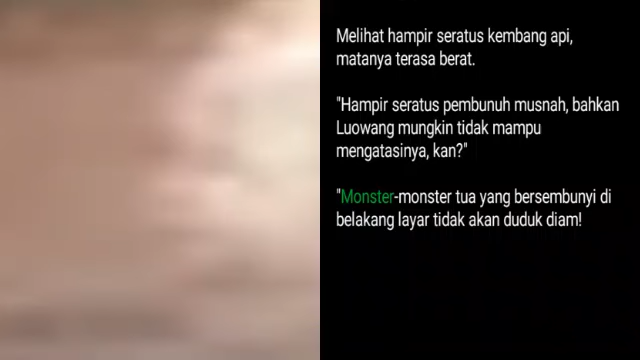 Melihat hampir seratus kembang api,
matanya terasa berat.
"Hampir seratus pembunuh musnah, bahkan
Luowang mungkin tidak mampu
mengatasinya, kan?"
"Monster-monster tua yang bersembunyi di
belakang layar tidak akan duduk diam!